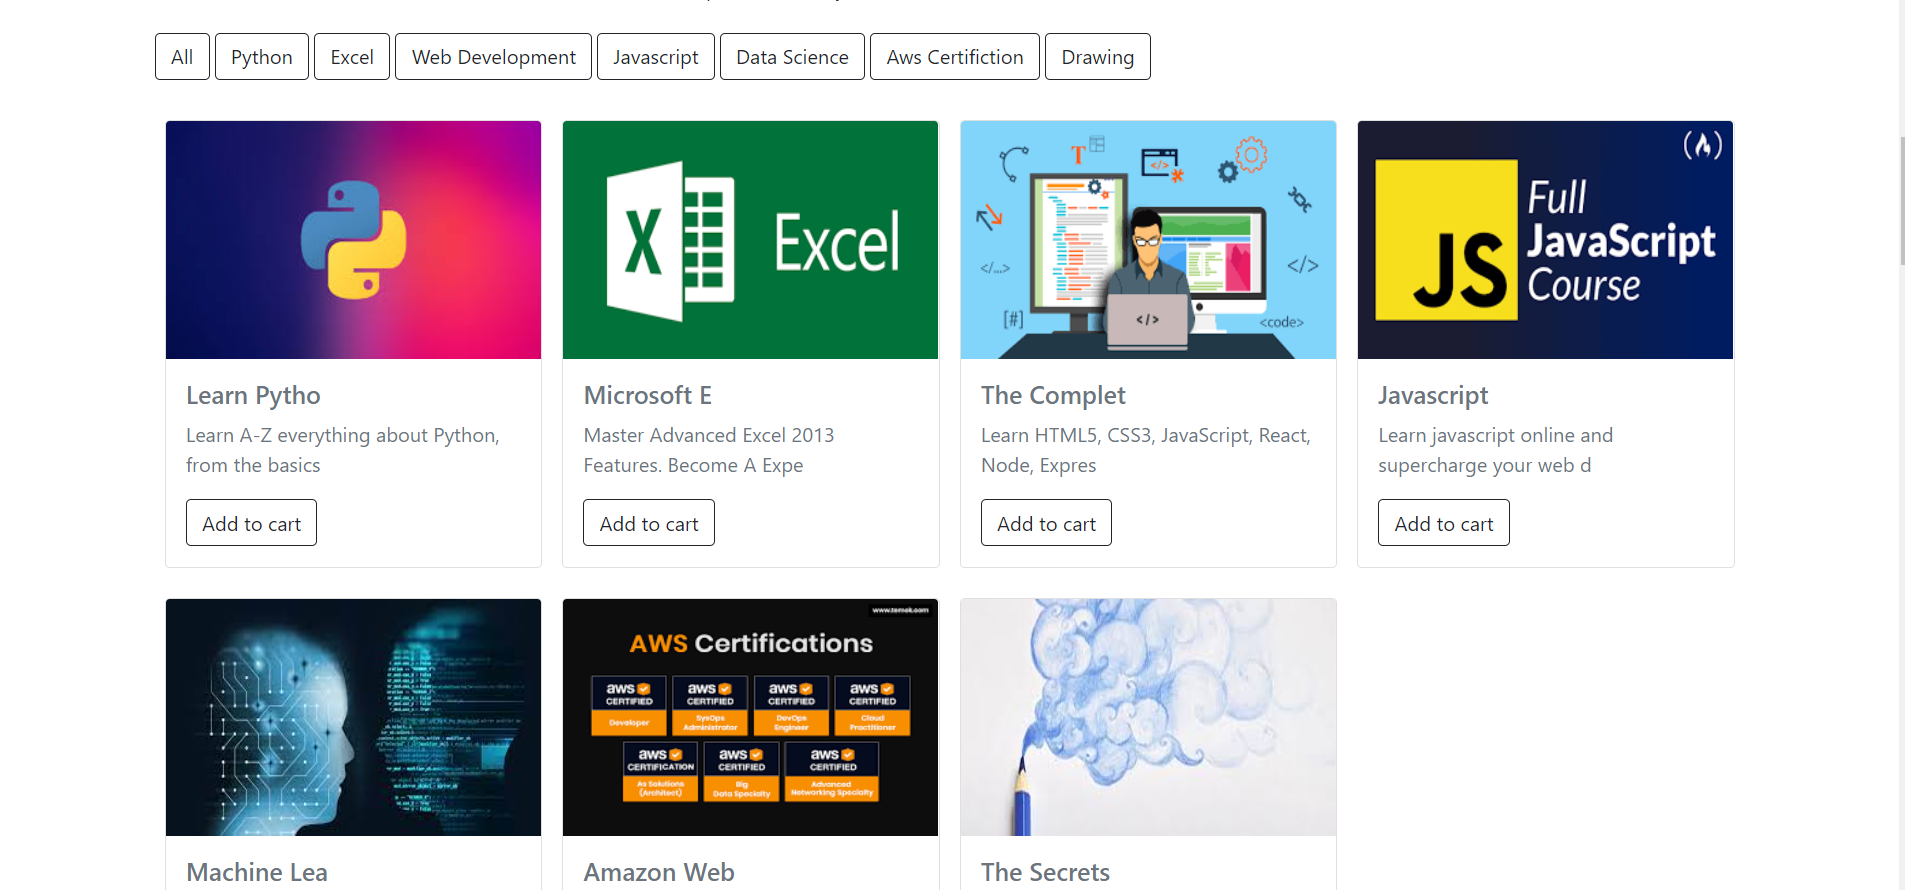 All
Python
Excel
Web Development
Javascript
Data Science
Aws Certifiction
Drawing
Excel
T
</>
</...>
</>
[#]
</>
<code>
JS
Full
JavaScript
Course
Learn Pytho
Learn A-Z everything about Python,
from the basics
Add to cart
Microsoft E
Master Advanced Excel 2013
Features. Become A Expe
Add to cart
The Complet
Learn HTML5, CSS3, JavaScript, React,
Node, Expres
Add to cart
Javascript
Learn javascript online and
supercharge your web d
Add to cart
www.temok.com
AWS Certifications
aws
CERTIFIED
Developer
aws
CERTIFIED
SysOps
Administrator
aws
CERTIFIED
DevOps
Engineer
aws
CERTIFIED
Cloud
Practitioner
aws
CERTIFICATION
As Solutions
(Architect)
aws
CERTIFIED
Big
Data Specialty
aws
CERTIFIED
Advanced
Networking Specialty
Machine Lea
Amazon Web
The Secrets